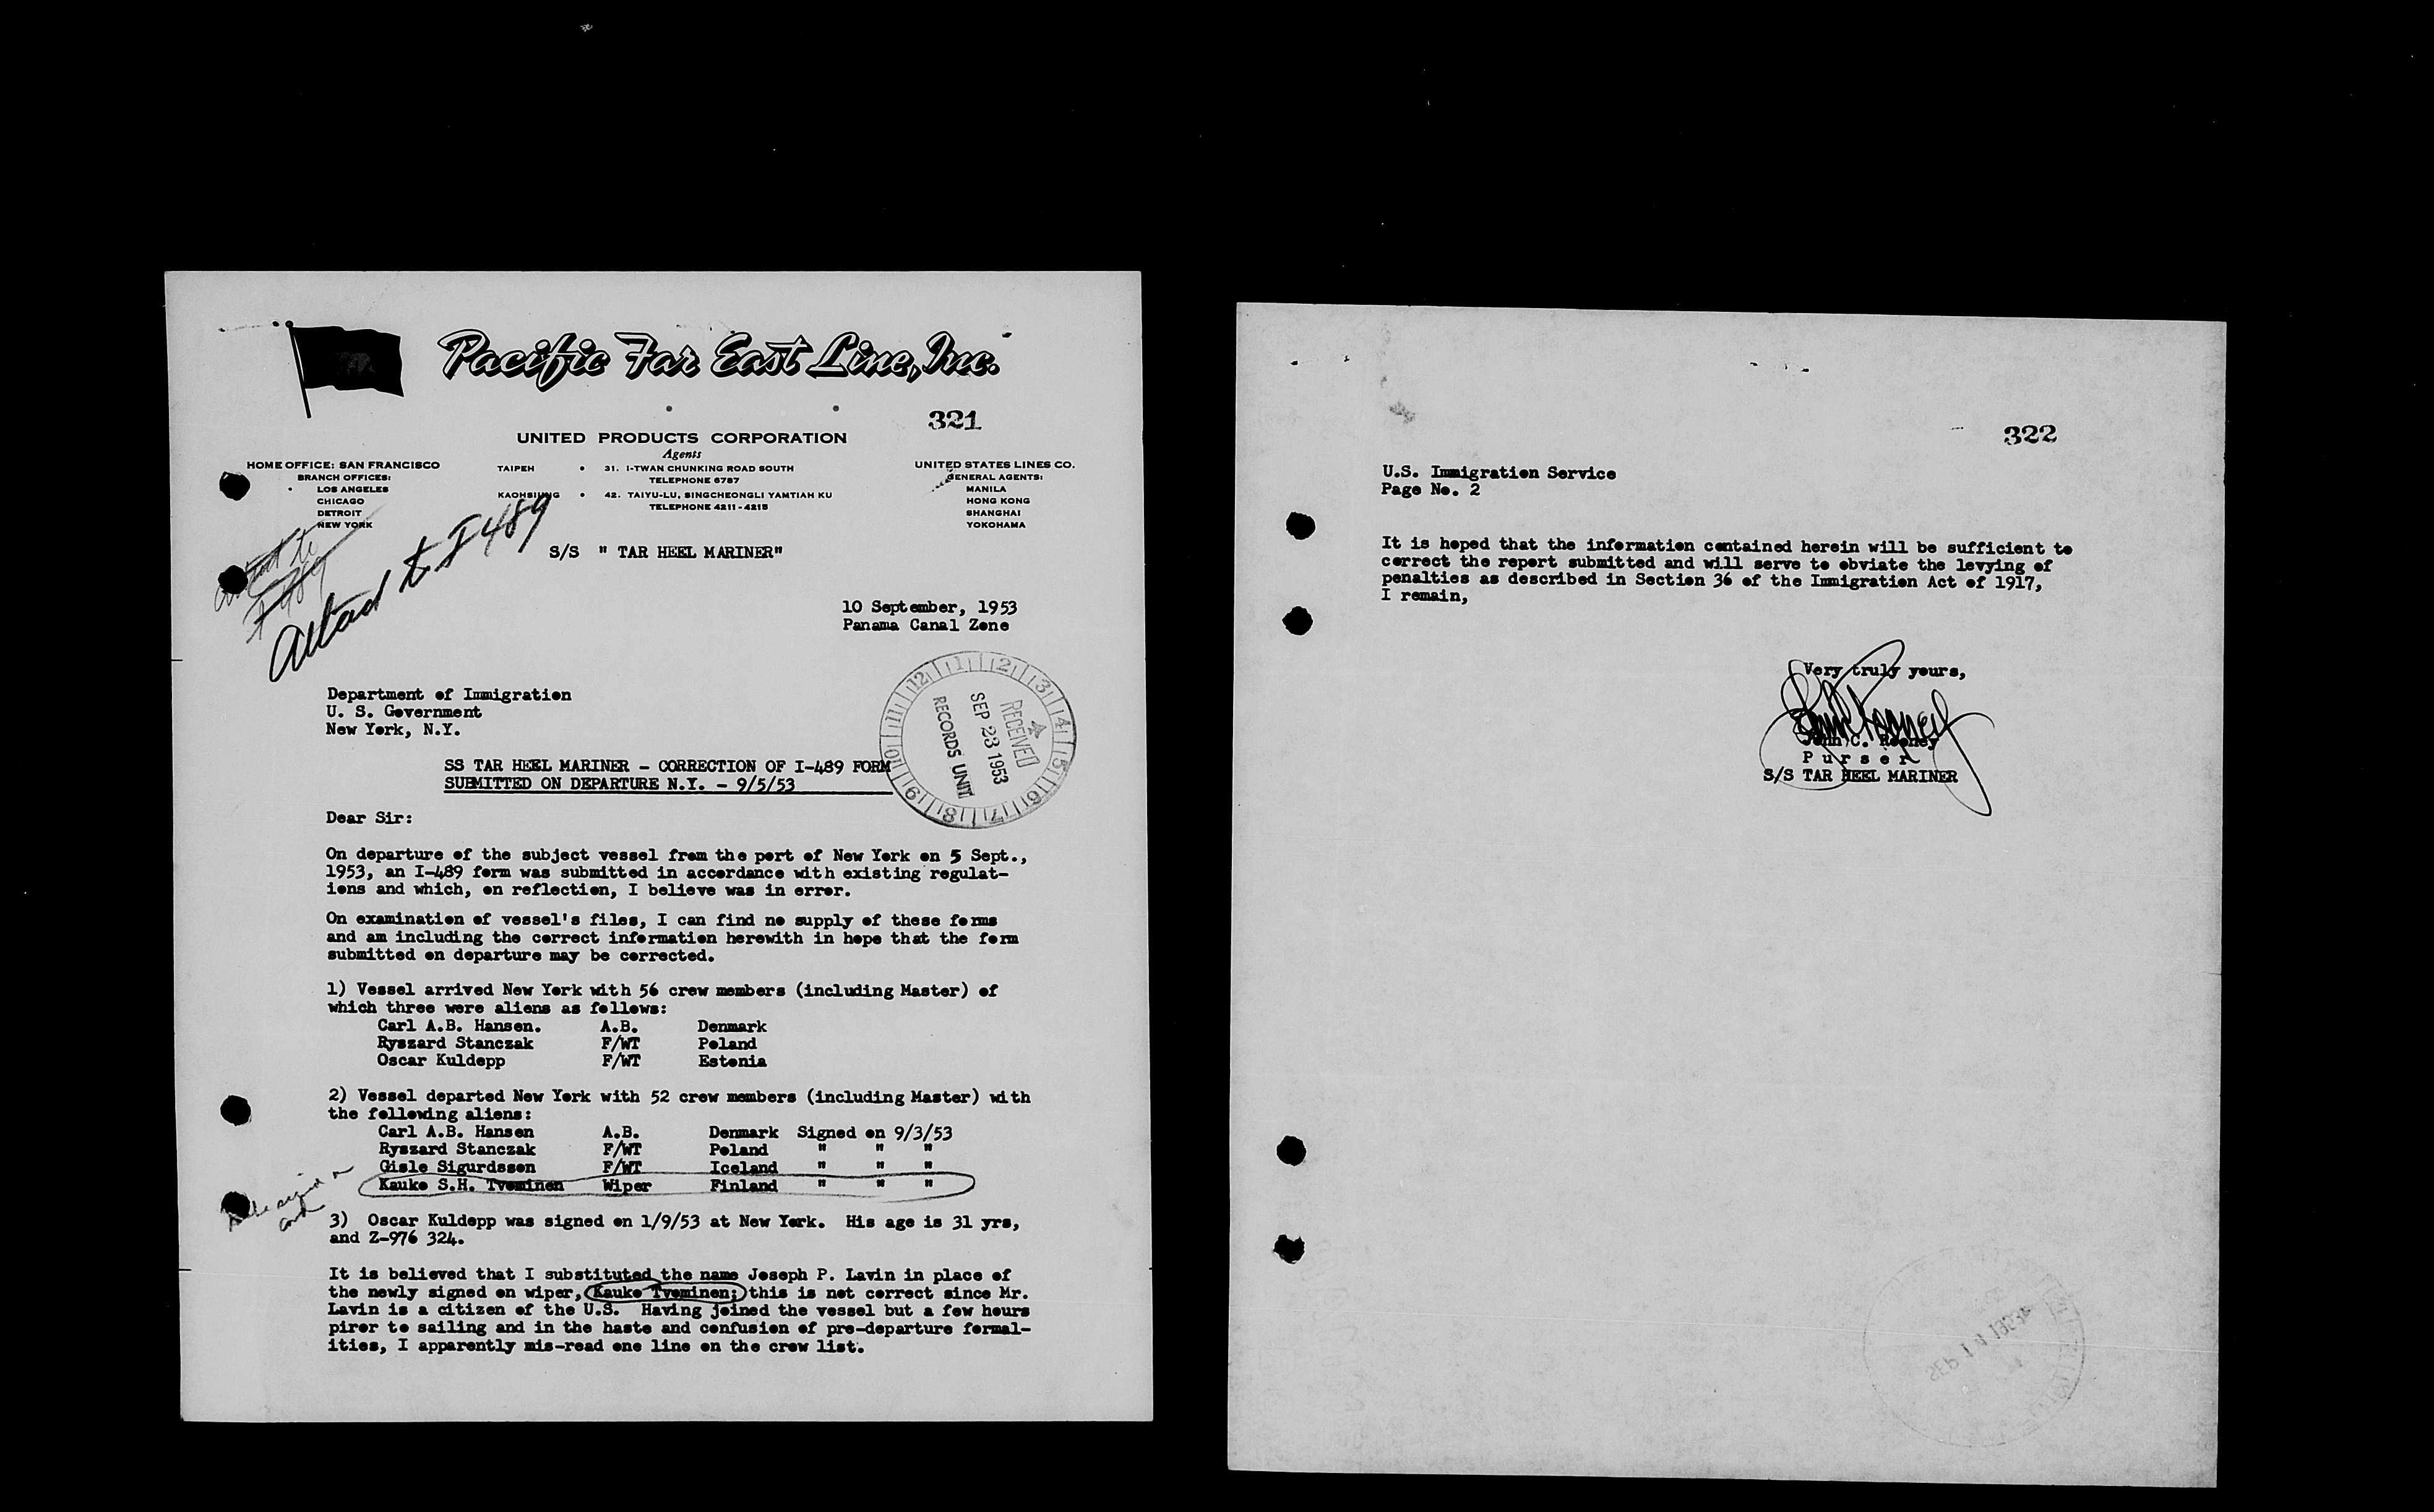 Pacific Far East Line, Inc.
321
UNITED PRODUCTS CORPORATION
Agents
HOME OFFICE: SAN FRANCISCO
BRANCH OFFICES:
LOS ANGELES
CHICAGO
DETROIT
NEW YORK
TAIPEH • 31. I-TWAN CHUNKING ROAD SOUTH
TELEPHONE 6787
KAOHSIUNG • 42. TAIYU-LU, SINGCHEONGLI YAMTIAH KU
TELEPHONE 4211-4215
UNITED STATES LINES CO.
GENERAL AGENTS:
MANILA
HONG KONG
SHANGHAI
YOKOHAMA
Attach to I 489
S/S " TAR HEEL MARINER"
10 September, 1953
Panama Canal Zone
Department of Immigration
U. S. Government
New York, N.Y.
RECEIVED
SEP 23 1953
RECORDS UNIT
1 2 3 4 5 6 7 8 9 10 11 12
SS TAR HEEL MARINER - CORRECTION OF I-489 FORM
SUBMITTED ON DEPARTURE N.Y. - 9/5/53
Dear Sir:
On departure of the subject vessel from the port of New York on 5 Sept.,
1953, an I-489 form was submitted in accordance with existing regulat-
ions and which, on reflection, I believe was in error.
On examination of vessel's files, I can find no supply of these forms
and am including the correct information herewith in hope that the form
submitted on departure may be corrected.
1) Vessel arrived New York with 56 crew members (including Master) of
which three were aliens as follows:
Carl A.B. Hansen. A.B. Denmark
Ryszard Stanczak F/WT Poland
Oscar Kuldepp F/WT Estonia
2) Vessel departed New York with 52 crew members (including Master) with
the following aliens:
Carl A.B. Hansen A.B. Denmark Signed on 9/3/53
Ryszard Stanczak F/WT Poland " " "
Gisle Sigurdsson F/WT Iceland " " "
Kauko S.H. Tvominen Wiper Finland " " "
3) Oscar Kuldepp was signed on 1/9/53 at New York. His age is 31 yrs,
and Z-976 324.
It is believed that I substituted the name Joseph P. Lavin in place of
the newly signed on wiper, Kauko Tvominen; this is not correct since Mr.
Lavin is a citizen of the U.S. Having joined the vessel but a few hours
piror to sailing and in the haste and confusion of pre-departure formal-
ities, I apparently mis-read one line on the crew list.
322
U.S. Immigration Service
Page No. 2
It is hoped that the information contained herein will be sufficient to
correct the report submitted and will serve to obviate the levying of
penalties as described in Section 36 of the Immigration Act of 1917,
I remain,
Very truly yours,
John C. Rooney
Purser
S/S TAR HEEL MARINER